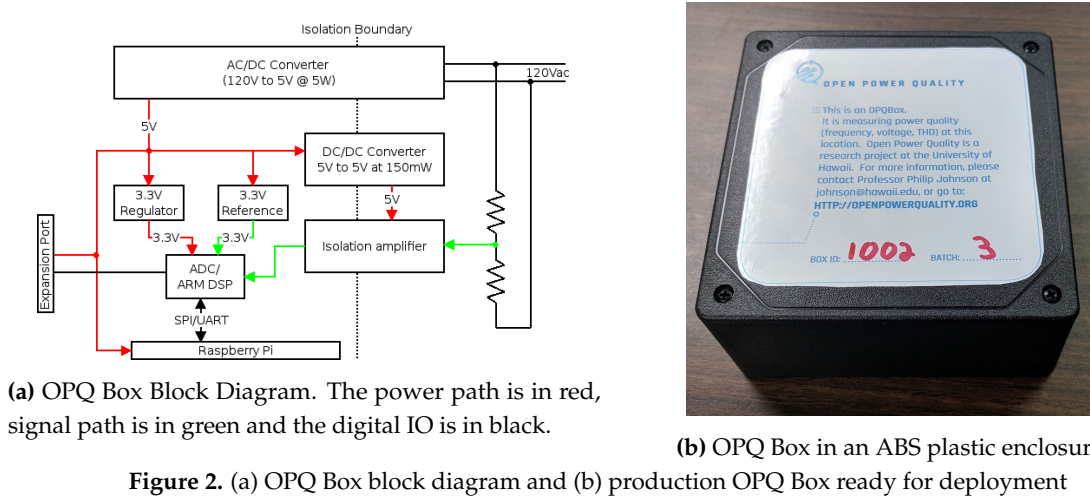 Isolation Boundary
AC/DC Converter
(120V to 5V @ 5W)
120Vac
5V
DC/DC Converter
5V to 5V at 150mW
3.3V
Regulator
3.3V
Reference
5V
Isolation amplifier
3.3V
3.3V
Expansion Port
ADC/
ARM DSP
SPI/UART
Raspberry Pi
(a) OPQ Box Block Diagram. The power path is in red,
signal path is in green and the digital IO is in black.
OPEN POWER QUALITY
This is an OPQBox.
It is measuring power quality
(frequency, voltage, THD) at this
location. Open Power Quality is a
research project at the University of
Hawaii. For more information, please
contact Professor Philip Johnson at
johnson@hawaii.edu, or go to:
HTTP://OPENPOWERQUALITY.ORG
BOX ID: 1002 BATCH: 3
(b) OPQ Box in an ABS plastic enclosur
Figure 2. (a) OPQ Box block diagram and (b) production OPQ Box ready for deployment